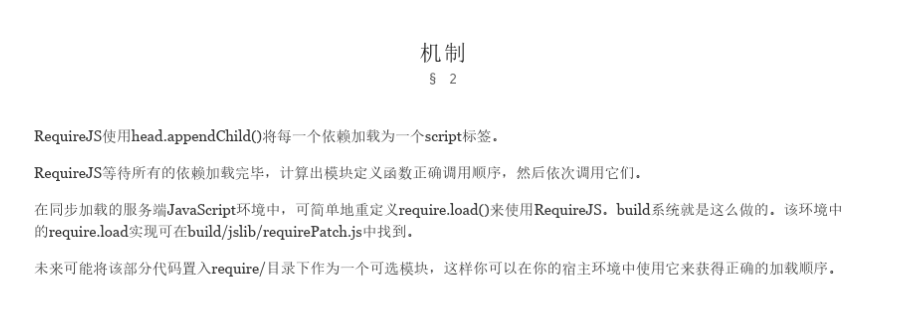 机制
§ 2
RequireJS使用head.appendChild()将每一个依赖加载为一个script标签。
RequireJS等待所有的依赖加载完毕，计算出模块定义函数正确调用顺序，然后依次调用它们。
在同步加载的服务端JavaScript环境中，可简单地重定义require.load()来使用RequireJS。build系统就是这么做的。该环境中
的require.load实现可在build/jslib/requirePatch.js中找到。
未来可能将该部分代码置入require/目录下作为一个可选模块，这样你可以在你的宿主环境中使用它来获得正确的加载顺序。